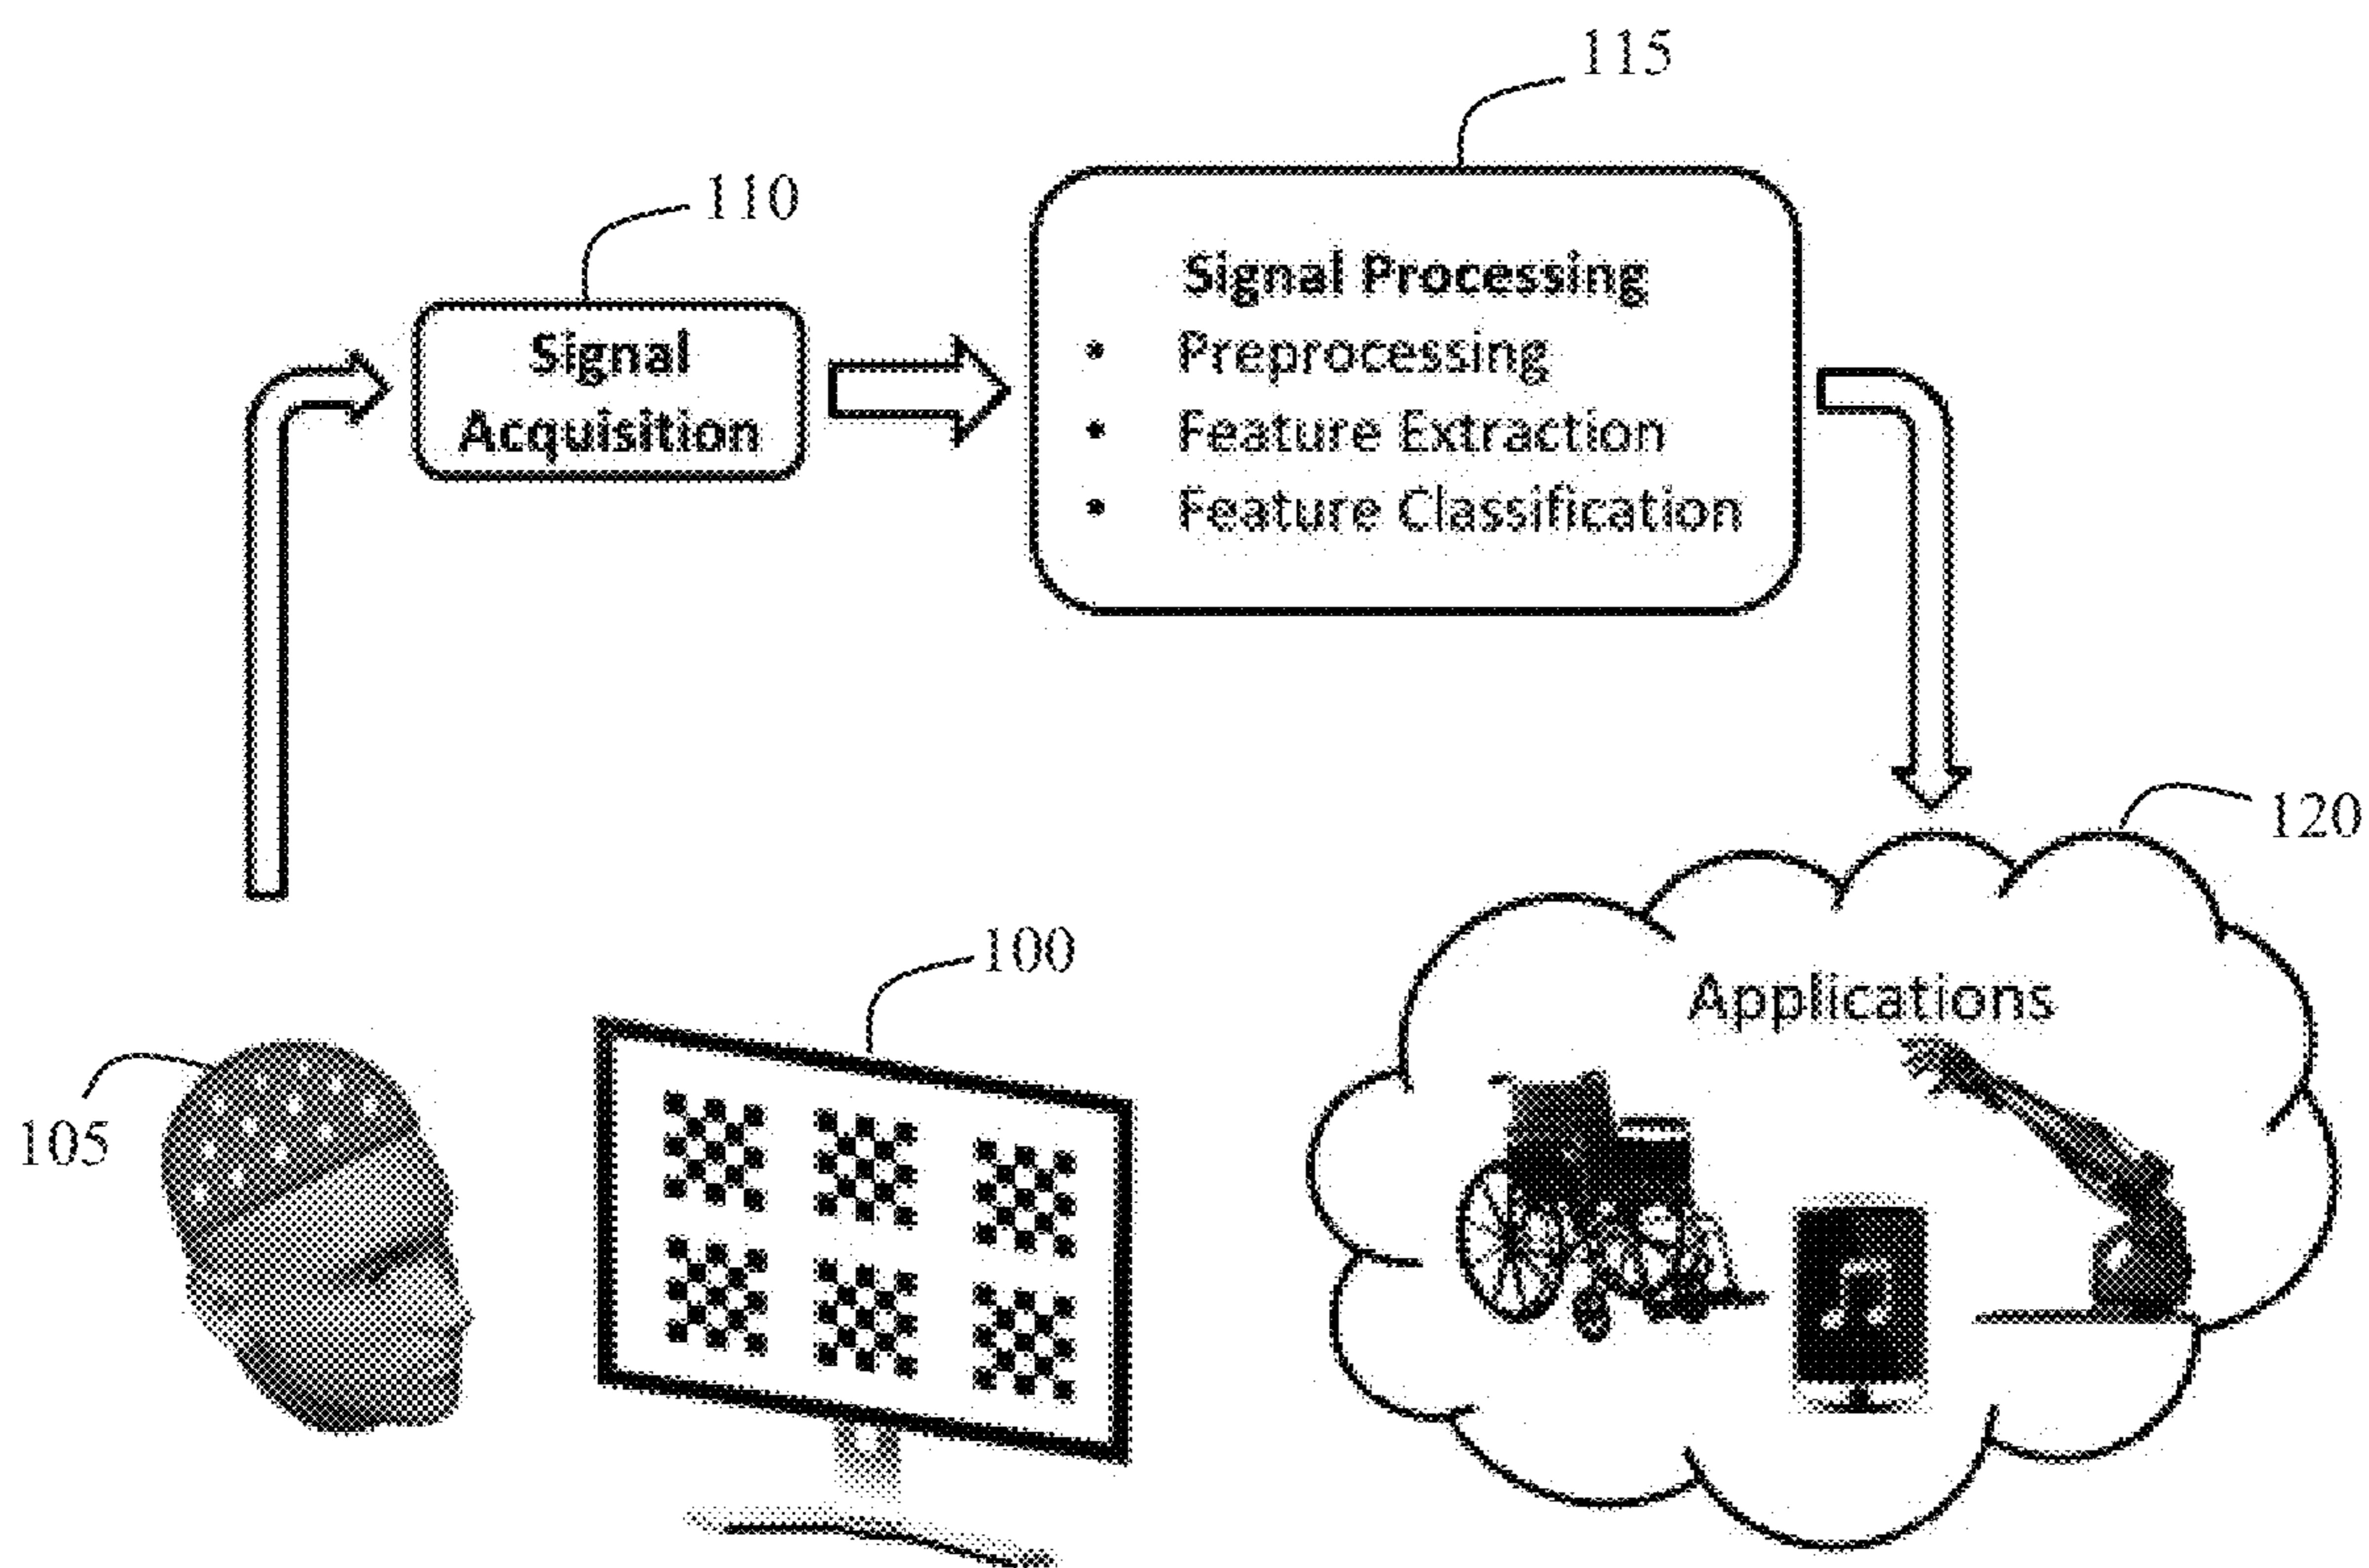 115
110
Signal Processing
• Preprocessing
• Feature Extraction
• Feature Classification
Signal
Acquisition
120
100
Applications
105